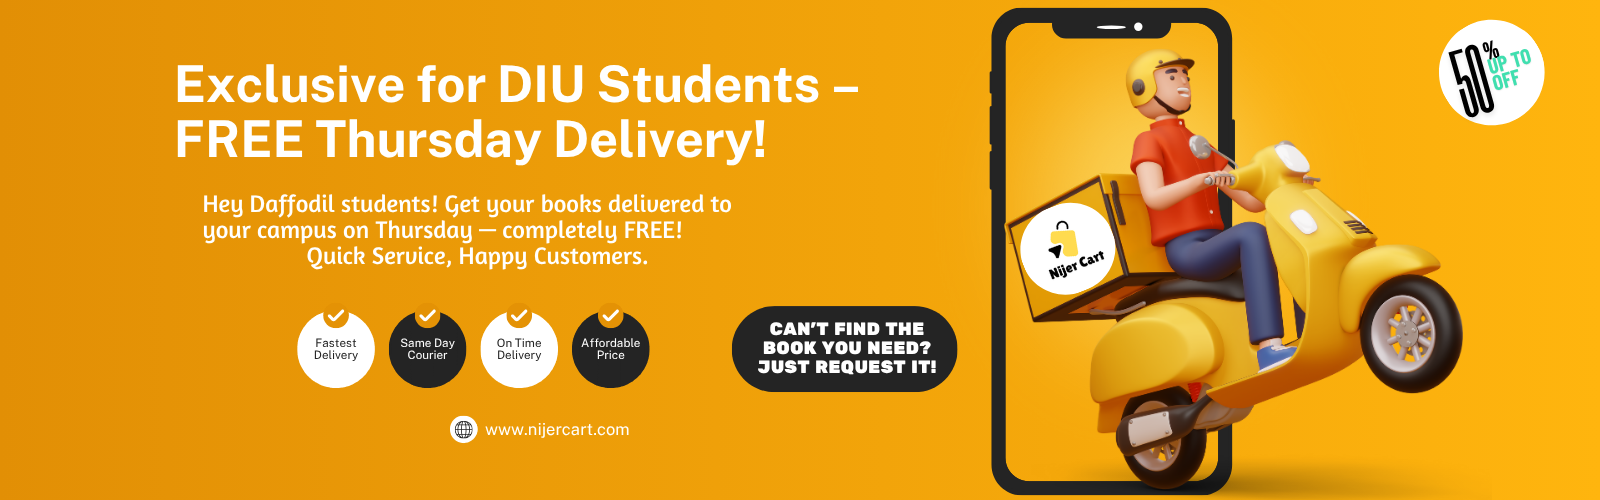 Exclusive for DIU Students –
FREE Thursday Delivery!
Hey Daffodil students! Get your books delivered to
your campus on Thursday — completely FREE!
Quick Service, Happy Customers.
Fastest
Delivery
Same Day
Courier
On Time
Delivery
Affordable
Price
CAN'T FIND THE
BOOK YOU NEED?
JUST REQUEST IT!
www.nijercart.com
Nijer Cart
50%
UP TO
OFF